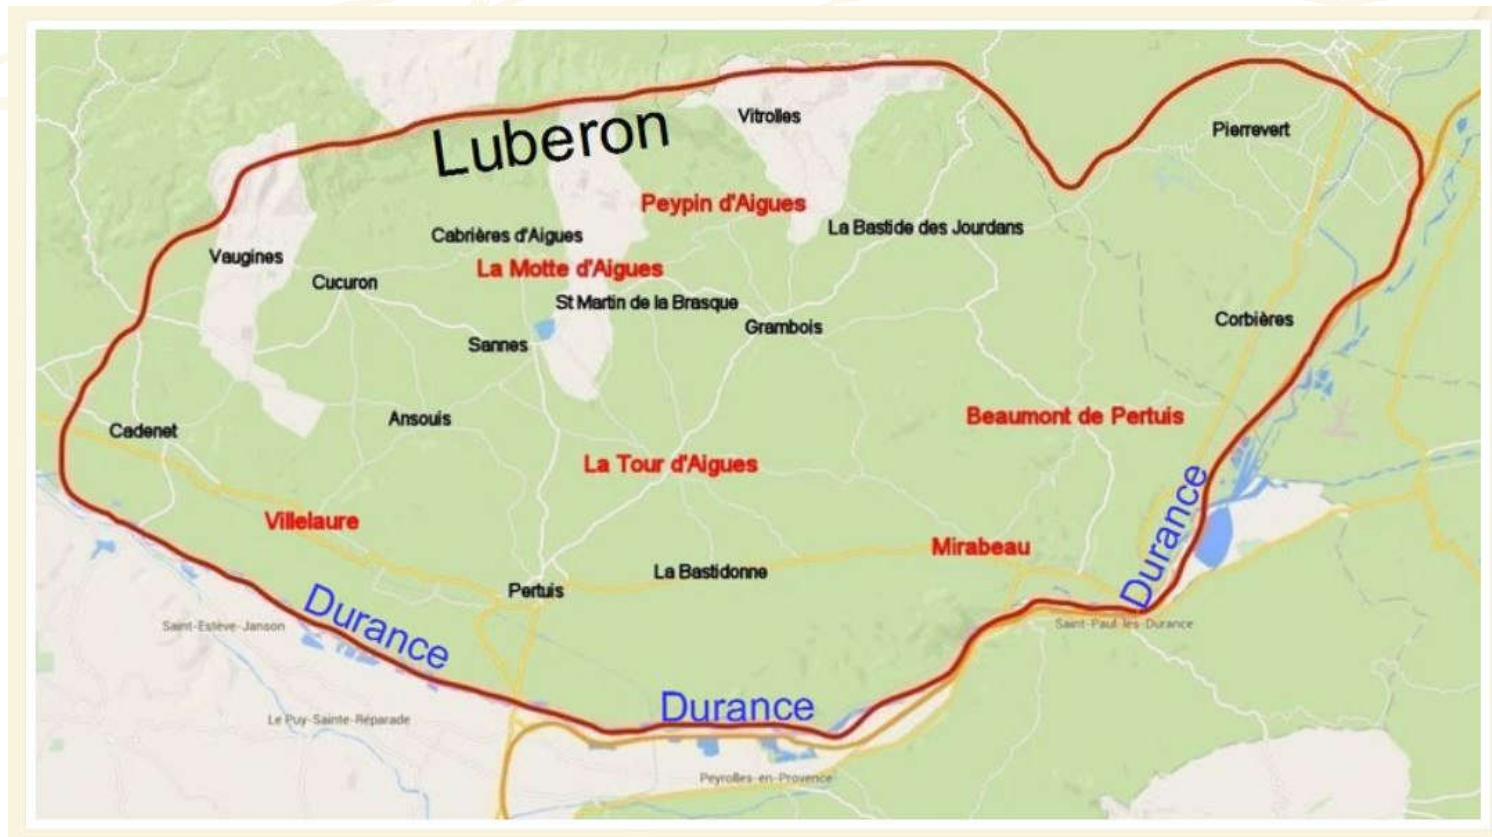 Vitrolles
Pierrevert
Luberon
Peypin d'Aigues
La Bastide des Jourdans
Cabrières d'Aigues
Vaugines
La Motte d'Aigues
Cucuron
St Martin de la Brasque
Corbières
Grambois
Sannes
Beaumont de Pertuis
Ansouis
Cadenet
La Tour d'Aigues
Durance
Villelaure
Mirabeau
La Bastidonne
Pertuis
Durance
Saint-Estève-Janson
Saint-Paul-lès-Durance
Durance
Le Puy-Sainte-Réparade
Peyrolles-en-Provence